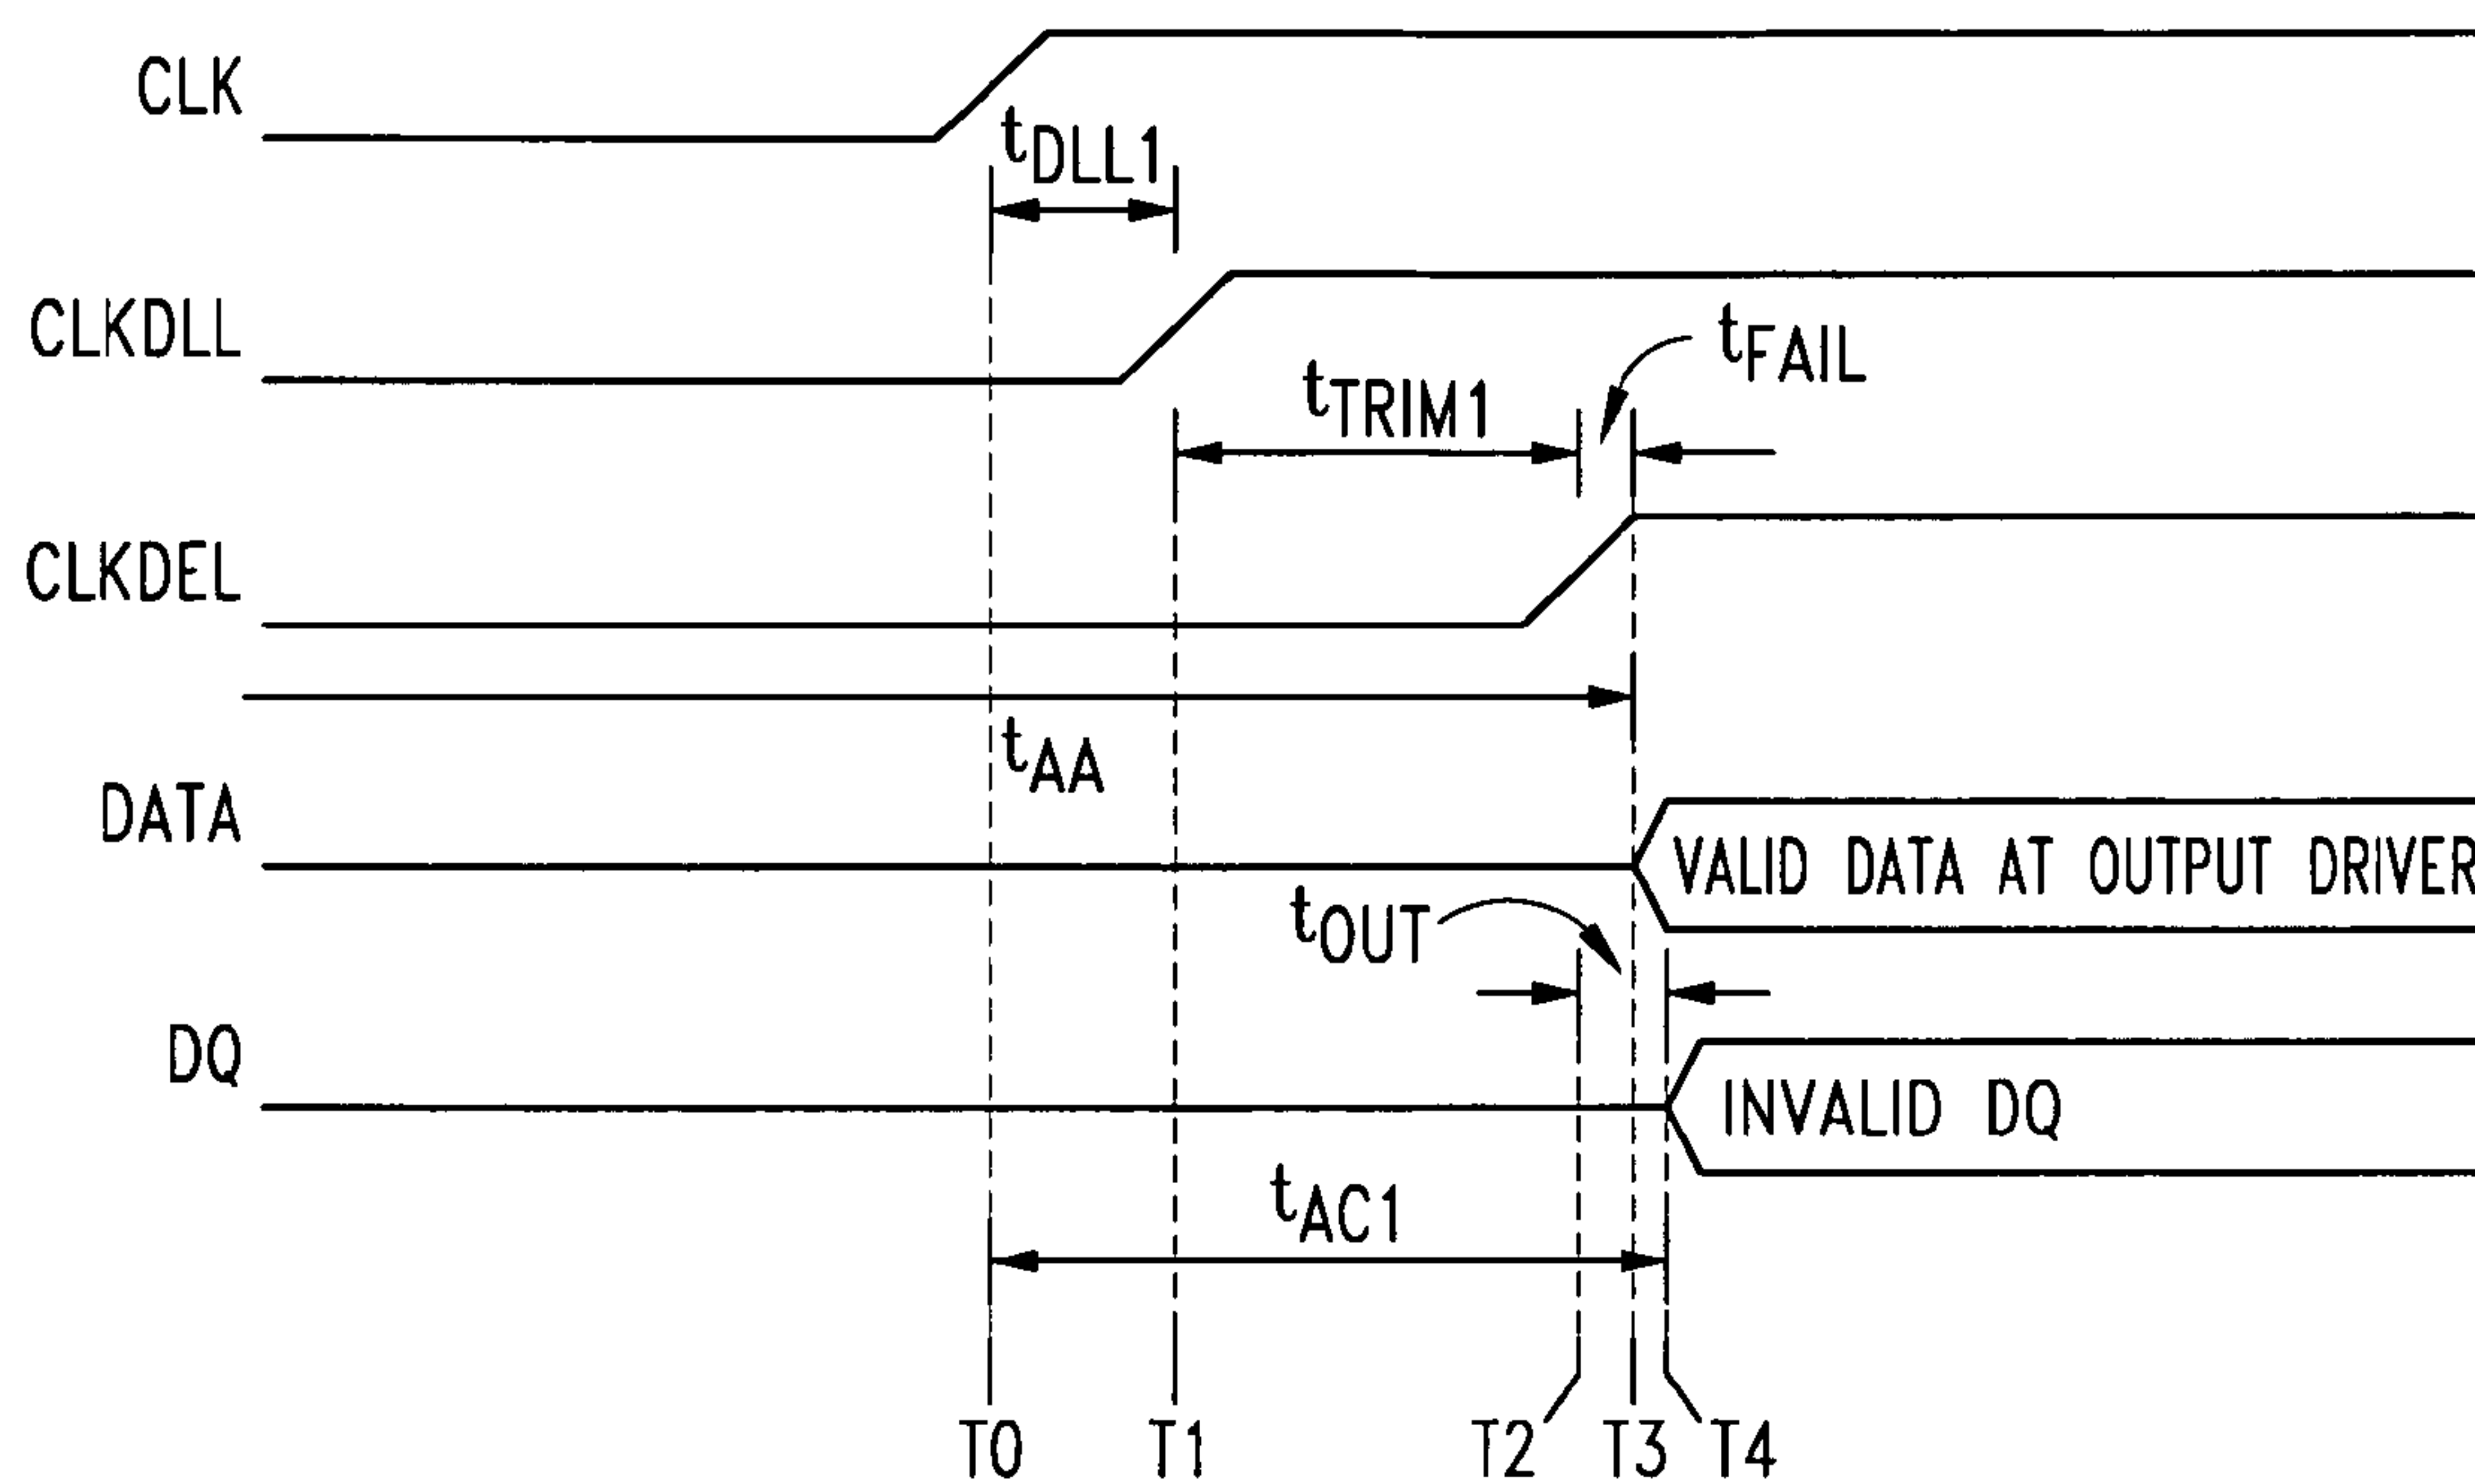 CLK
tDLL1
CLKDLL
tFAIL
tTRIM1
CLKDEL
tAA
DATA
VALID DATA AT OUTPUT DRIVER
tOUT
DQ
INVALID DQ
tAC1
T0 T1 T2 T3 T4